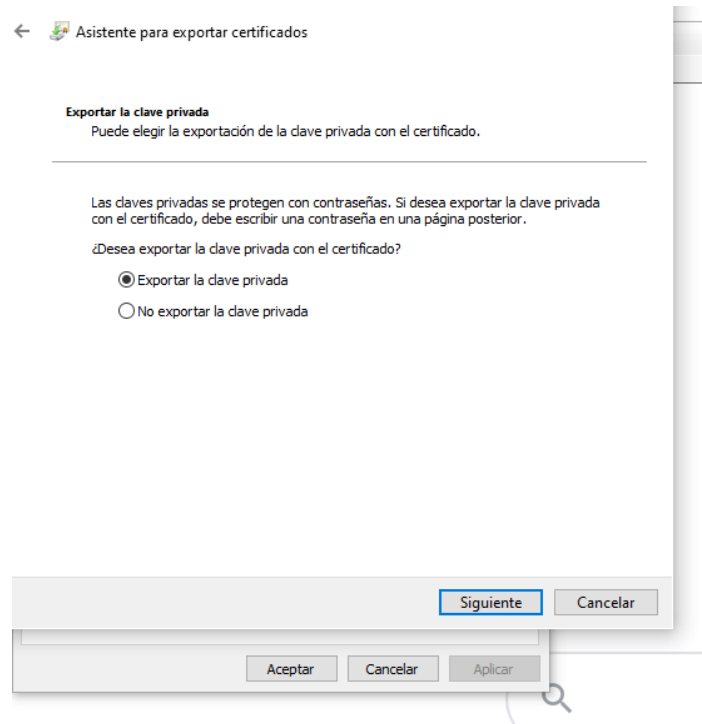 Asistente para exportar certificados
Exportar la clave privada
Puede elegir la exportación de la clave privada con el certificado.
Las claves privadas se protegen con contraseñas. Si desea exportar la clave privada
con el certificado, debe escribir una contraseña en una página posterior.
¿Desea exportar la clave privada con el certificado?
Exportar la clave privada
No exportar la clave privada
Siguiente
Cancelar
Aceptar
Cancelar
Aplicar